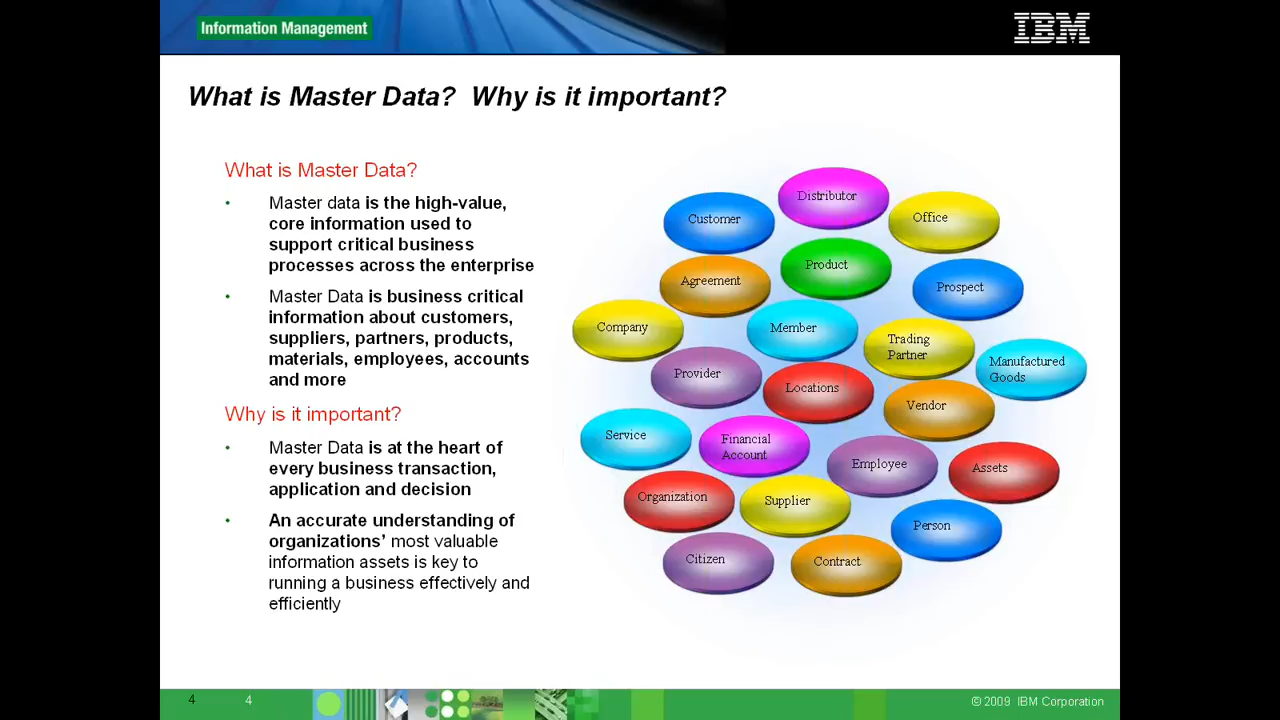 Information Management
IBM
What is Master Data? Why is it important?
What is Master Data?
• Master data is the high-value,
core information used to
support critical business
processes across the enterprise
• Master Data is business critical
information about customers,
suppliers, partners, products,
materials, employees, accounts
and more
Why is it important?
• Master Data is at the heart of
every business transaction,
application and decision
• An accurate understanding of
organizations' most valuable
information assets is key to
running a business effectively and
efficiently
Distributor
Customer
Office
Product
Agreement
Prospect
Company
Member
Trading
Partner
Manufactured
Goods
Provider
Locations
Vendor
Service
Financial
Account
Employee
Assets
Organization
Supplier
Person
Citizen
Contract
4
4
© 2009 IBM Corporation